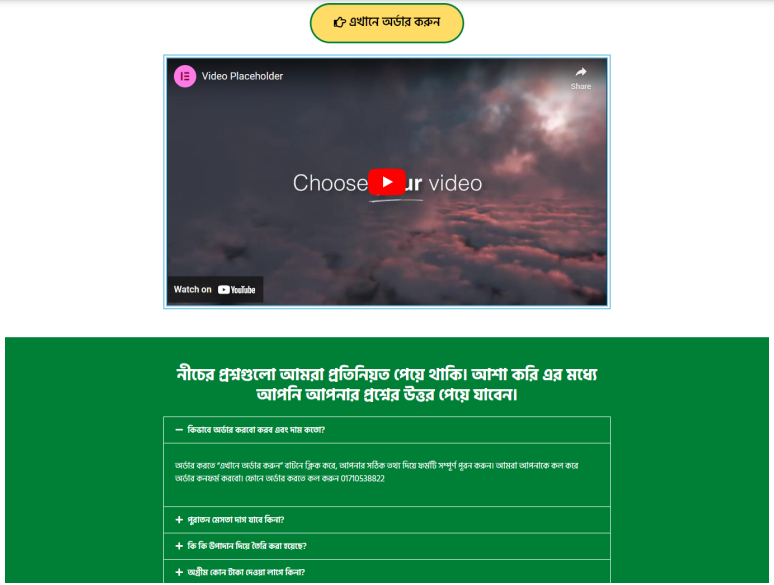 এখানে অর্ডার করুন
Video Placeholder
Share
Choose ur video
Watch on YouTube
নীচের প্রশ্নগুলো আমরা প্রতিনিয়ত পেয়ে থাকি। আশা করি এর মধ্যে
আপনি আপনার প্রশ্নের উত্তর পেয়ে যাবেন।
কিভাবে অর্ডার করবো করব এবং দাম কতো?
অর্ডার করতে “এখানে অর্ডার করুন” বাটনে ক্লিক করে, আপনার সঠিক তথ্য দিয়ে ফর্মটি সম্পূর্ণ পূরন করুন। আমরা আপনাকে কল করে
অর্ডার কনফার্ম করবো। ফোনে অর্ডার করতে কল করুন 01710538822
পুরাতন মেসতা দাগ যাবে কিনা?
কি কি উপাদান দিয়ে তৈরি করা হয়েছে?
অগ্রীম কোন টাকা দেওয়া লাগে কিনা?